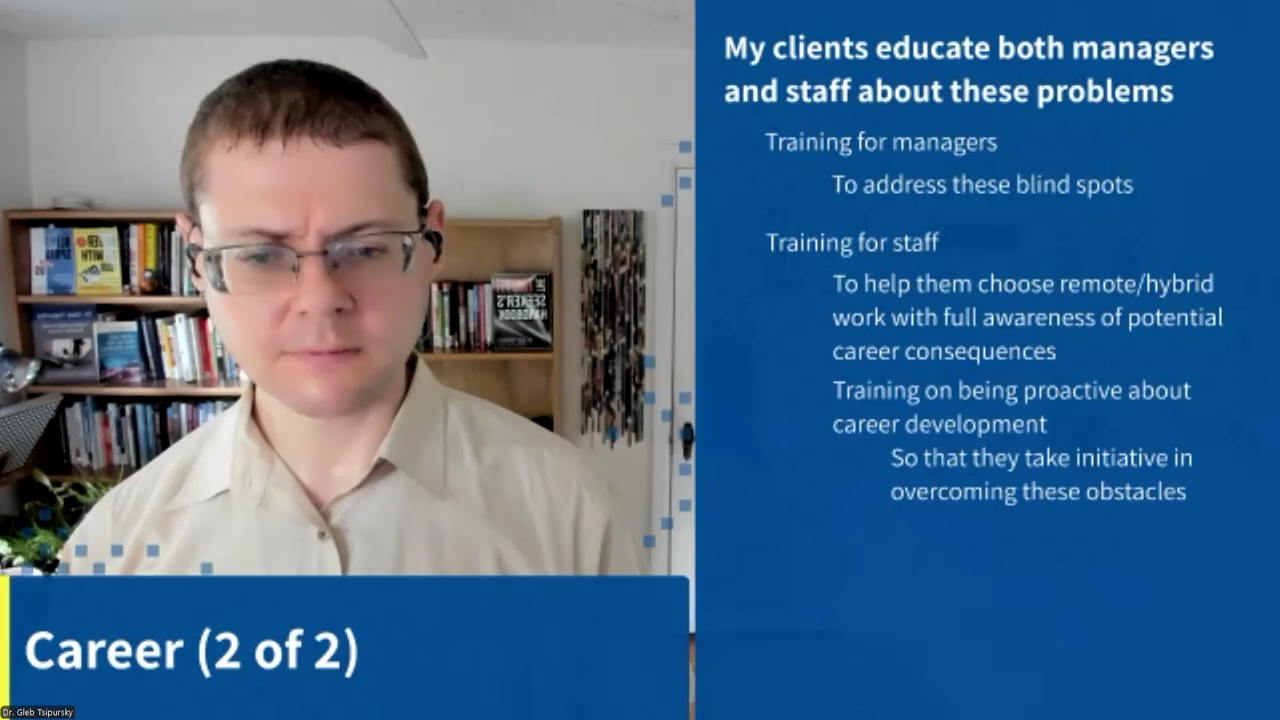 My clients educate both managers
and staff about these problems
Training for managers
To address these blind spots
Training for staff
To help them choose remote/hybrid
work with full awareness of potential
career consequences
Training on being proactive about
career development
So that they take initiative in
overcoming these obstacles
SEEKER'S
HANDBOOK
Career (2 of 2)
Dr. Gleb Tsipursky